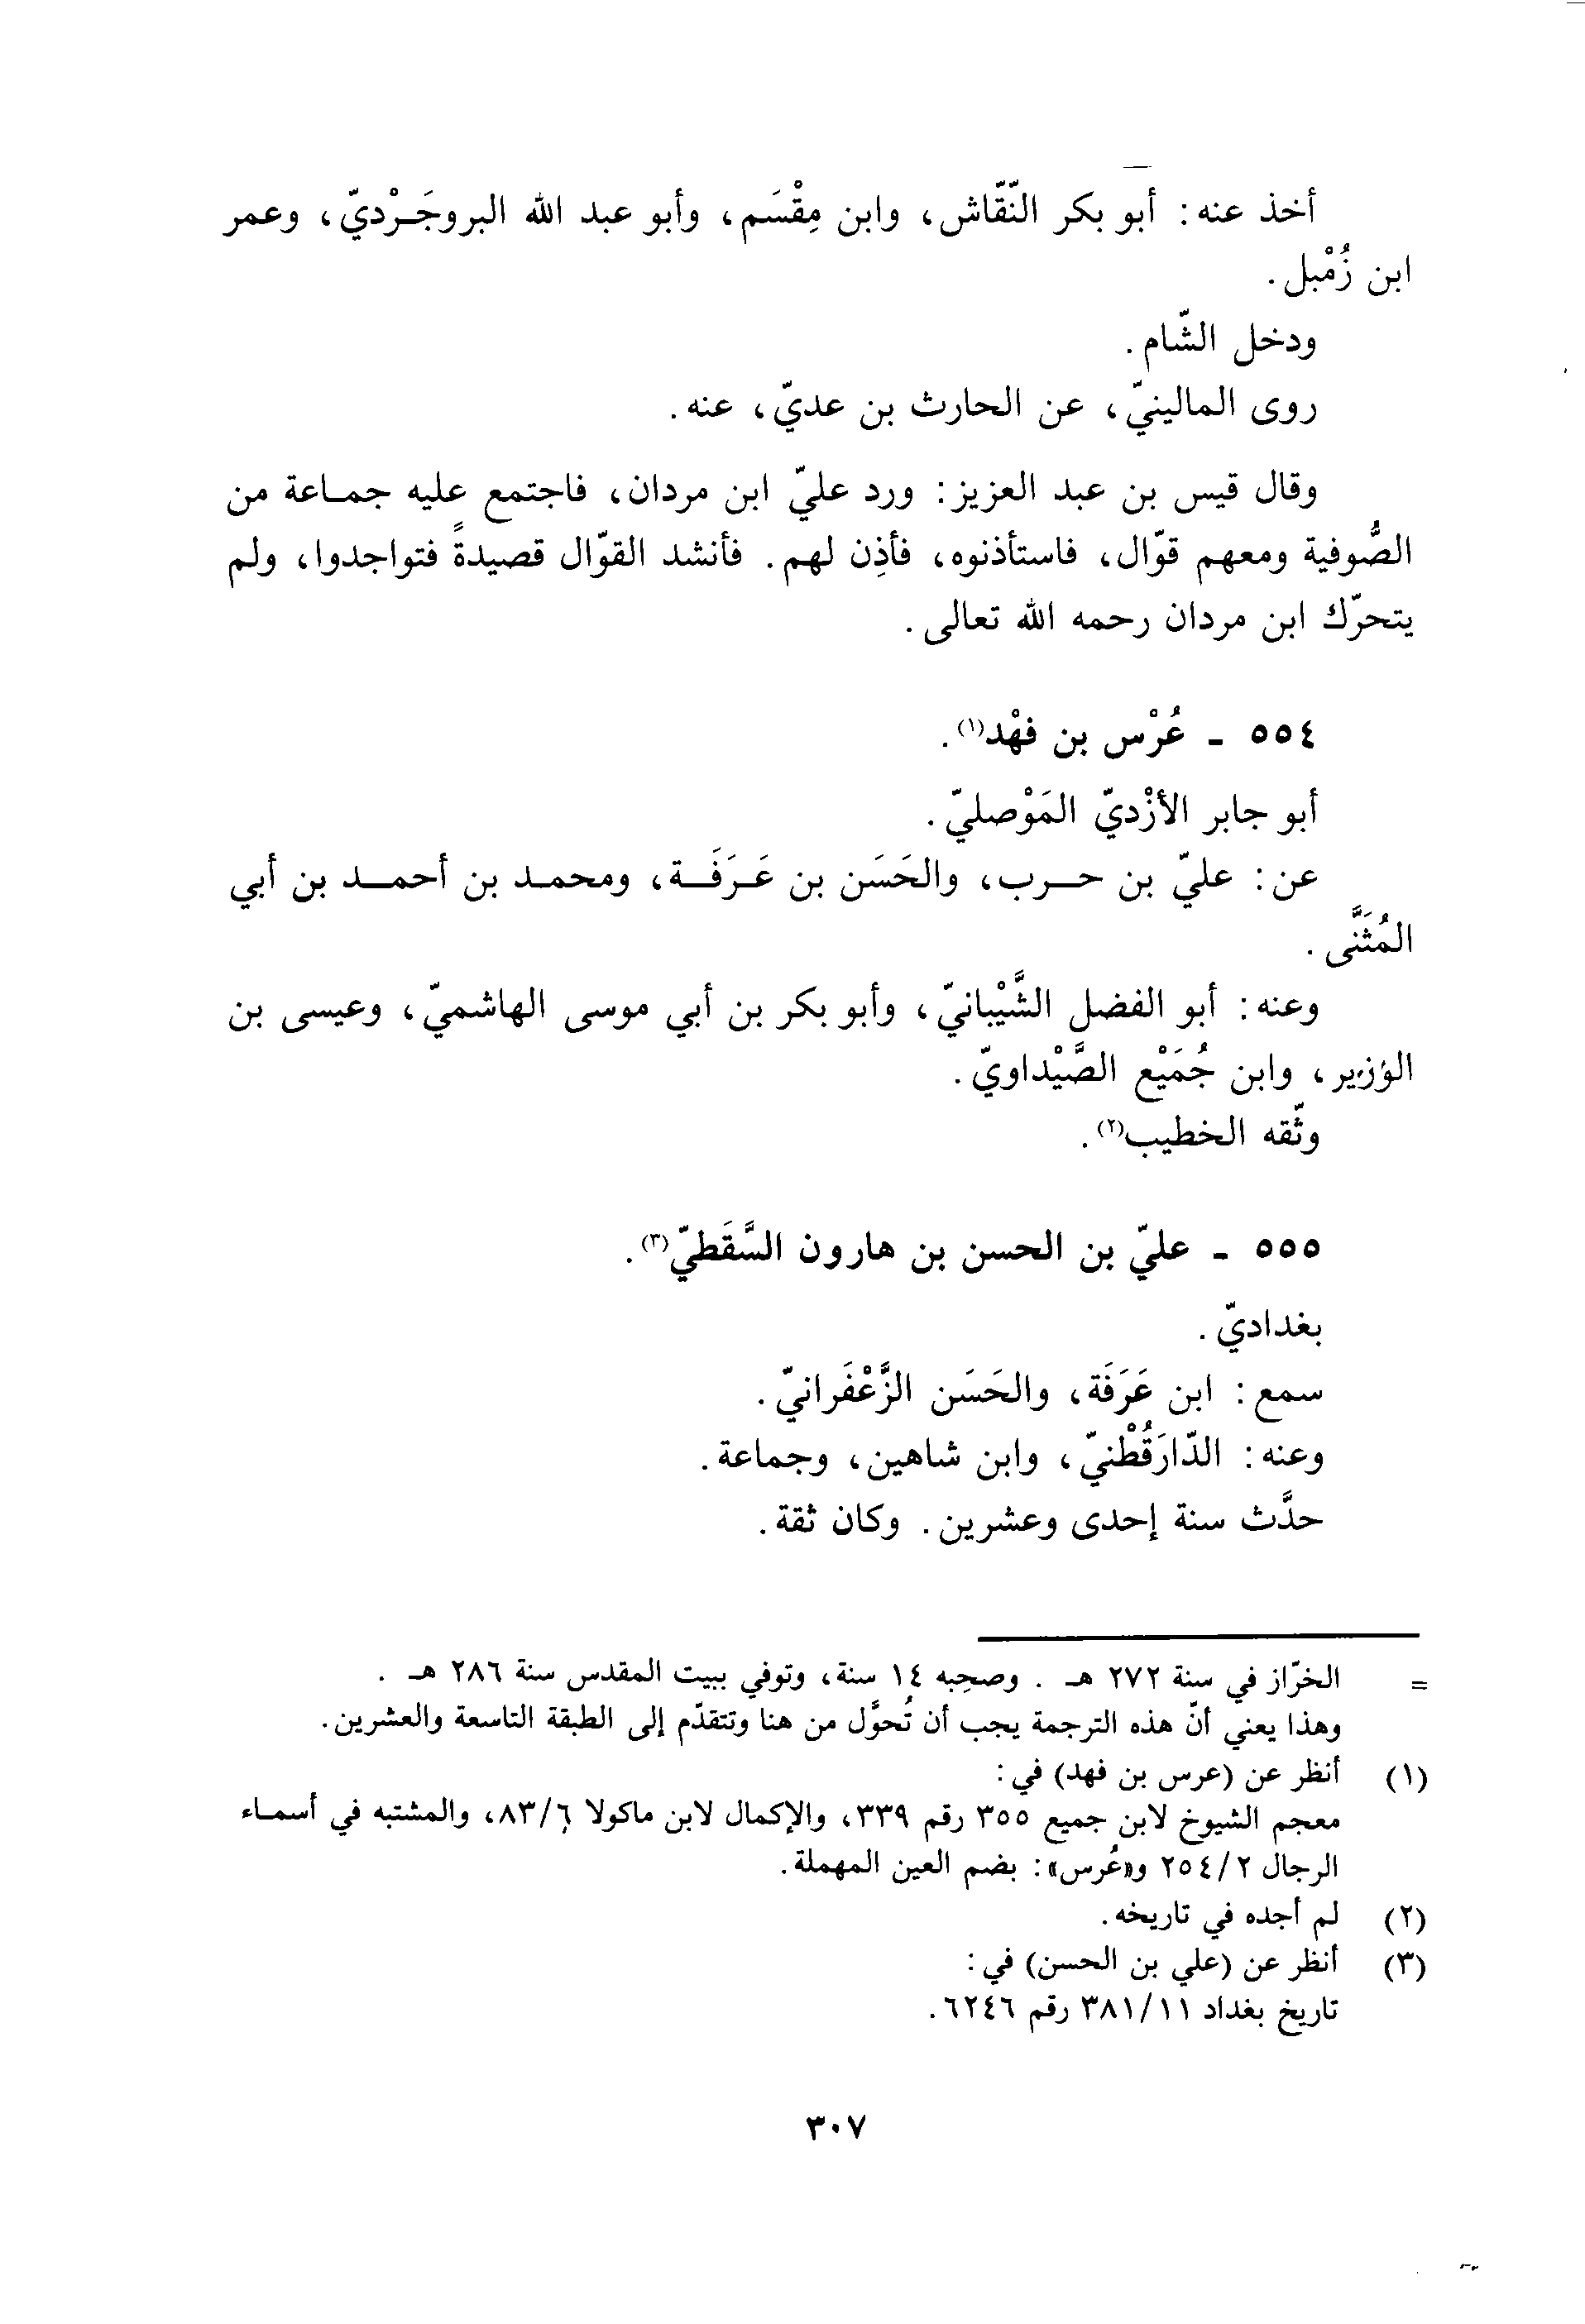 أخذ عنه: أبو بكر النّقّاش، وابن مِقْسَم، وأبو عبد الله البروجَـرْديّ، وعمر
ابن زُمْبل.
ودخل الشّام.
روى المالينيّ، عن الحارث بن عديّ، عنه.
وقال قيس بن عبد العزيز: ورد عليّ ابن مردان، فاجتمع عليه جماعة من
الصُّوفية ومعهم قوّال، فاستأذنوه، فأذِن لهم. فأنشد القوّال قصيدةً فتواجدوا، ولم
يتحرّك ابن مردان رحمه الله تعالى.
٥٥٤ - عُرْس بن فهْد(١).
أبو جابر الأزْديّ المَوْصليّ.
عن: عليّ بن حرب، والحَسَن بن عَرَفَة، ومحمد بن أحمد بن أبي
المُثَنَّى.
وعنه: أبو الفضل الشَّيْبانيّ، وأبو بكر بن أبي موسى الهاشميّ، وعيسى بن
الوزير، وابن جُمَيْع الصَّيْداويّ.
وثّقه الخطيب(٢).
٥٥٥ - عليّ بن الحسن بن هارون السَّقَطيّ(٣).
بغداديّ.
سمع: ابن عَرَفَة، والحَسَن الزَّعْفَرانيّ.
وعنه: الدّارَقُطْنيّ، وابن شاهين، وجماعة.
حدَّث سنة إحدى وعشرين. وكان ثقة.
= الخرّاز في سنة ٢٧٢ هـ. وصحِبه ١٤ سنة، وتوفي ببيت المقدس سنة ٢٨٦ هـ.
وهذا يعني أنّ هذه الترجمة يجب أن تُحوَّل من هنا وتتقدّم إلى الطبقة التاسعة والعشرين.
(١) أنظر عن (عرس بن فهد) في:
معجم الشيوخ لابن جميع ٣٥٥ رقم ٣٣٩، والإكمال لابن ماكولا ٨٣/٦، والمشتبه في أسماء
الرجال ٢٥٤/٢ و«عُرس»: بضم العين المهملة.
(٢) لم أجده في تاريخه.
(٣) أنظر عن (علي بن الحسن) في:
تاريخ بغداد ٣٨١/١١ رقم ٦٢٤٦.
٣٠٧